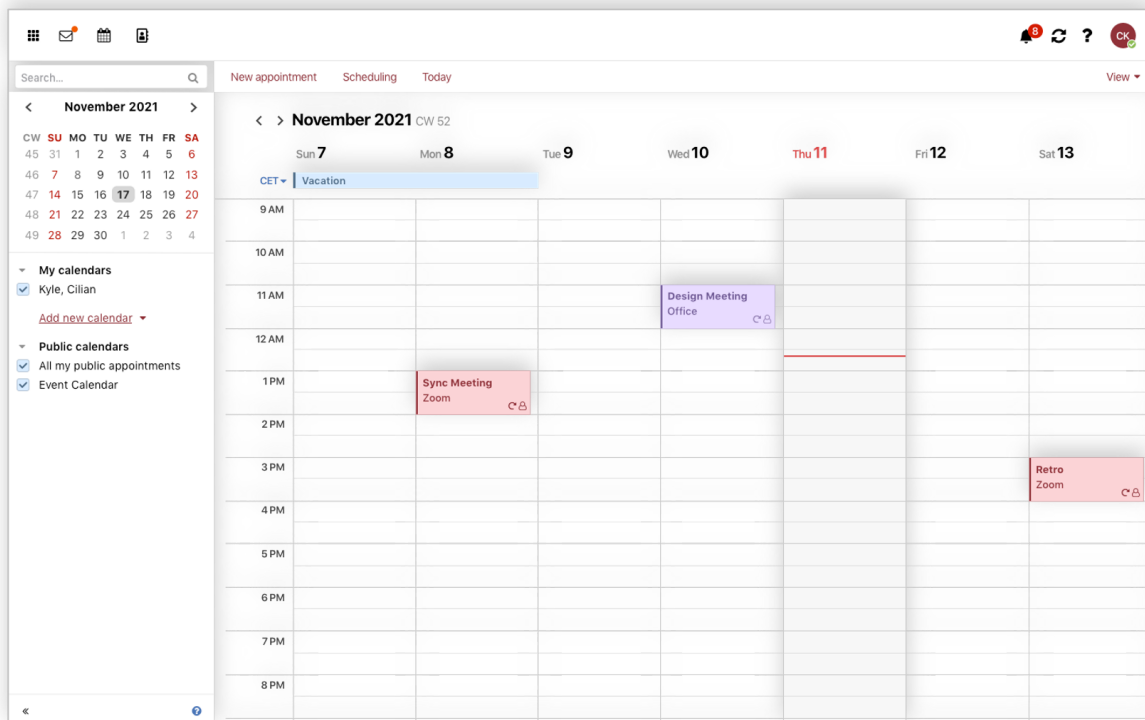 8
CK
Search...
New appointment Scheduling Today View
November 2021
CW SU MO TU WE TH FR SA
45 31 1 2 3 4 5 6
46 7 8 9 10 11 12 13
47 14 15 16 17 18 19 20
48 21 22 23 24 25 26 27
49 28 29 30 1 2 3 4
My calendars
Kyle, Cilian
Add new calendar
Public calendars
All my public appointments
Event Calendar
November 2021 CW 52
Sun 7 Mon 8 Tue 9 Wed 10 Thu 11 Fri 12 Sat 13
CET Vacation
9 AM
10 AM
11 AM
Design Meeting
Office
12 AM
1 PM
Sync Meeting
Zoom
2 PM
3 PM
Retro
Zoom
4 PM
5 PM
6 PM
7 PM
8 PM